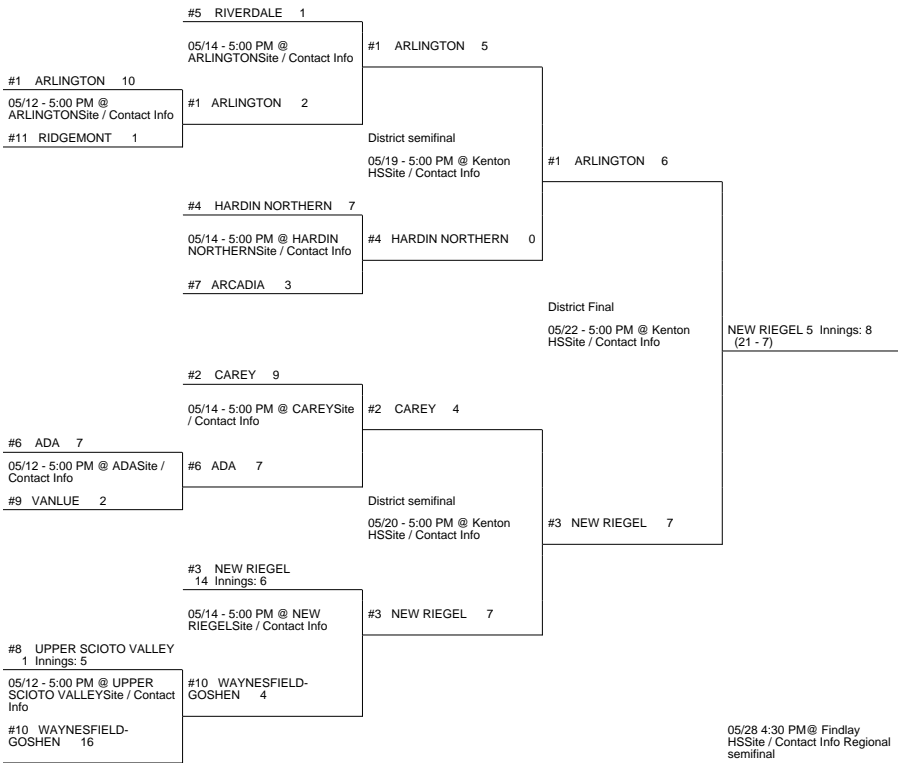 #5 RIVERDALE 1
05/14 - 5:00 PM @
ARLINGTONSite / Contact Info
#1 ARLINGTON 5
#1 ARLINGTON 10
05/12 - 5:00 PM @
ARLINGTONSite / Contact Info
#1 ARLINGTON 2
#11 RIDGEMONT 1
District semifinal
05/19 - 5:00 PM @ Kenton
HSSite / Contact Info
#1 ARLINGTON 6
#4 HARDIN NORTHERN 7
05/14 - 5:00 PM @ HARDIN
NORTHERNSite / Contact Info
#4 HARDIN NORTHERN 0
#7 ARCADIA 3
District Final
05/22 - 5:00 PM @ Kenton
HSSite / Contact Info
NEW RIEGEL 5 Innings: 8
(21 - 7)
#2 CAREY 9
05/14 - 5:00 PM @ CAREYSite
/ Contact Info
#2 CAREY 4
#6 ADA 7
05/12 - 5:00 PM @ ADASite /
Contact Info
#6 ADA 7
#9 VANLUE 2
District semifinal
05/20 - 5:00 PM @ Kenton
HSSite / Contact Info
#3 NEW RIEGEL 7
#3 NEW RIEGEL
14 Innings: 6
05/14 - 5:00 PM @ NEW
RIEGELSite / Contact Info
#3 NEW RIEGEL 7
#8 UPPER SCIOTO VALLEY
1 Innings: 5
05/12 - 5:00 PM @ UPPER
SCIOTO VALLEYSite / Contact
Info
#10 WAYNESFIELD-
GOSHEN 4
#10 WAYNESFIELD-
GOSHEN 16
05/28 4:30 PM@ Findlay
HSSite / Contact Info Regional
semifinal